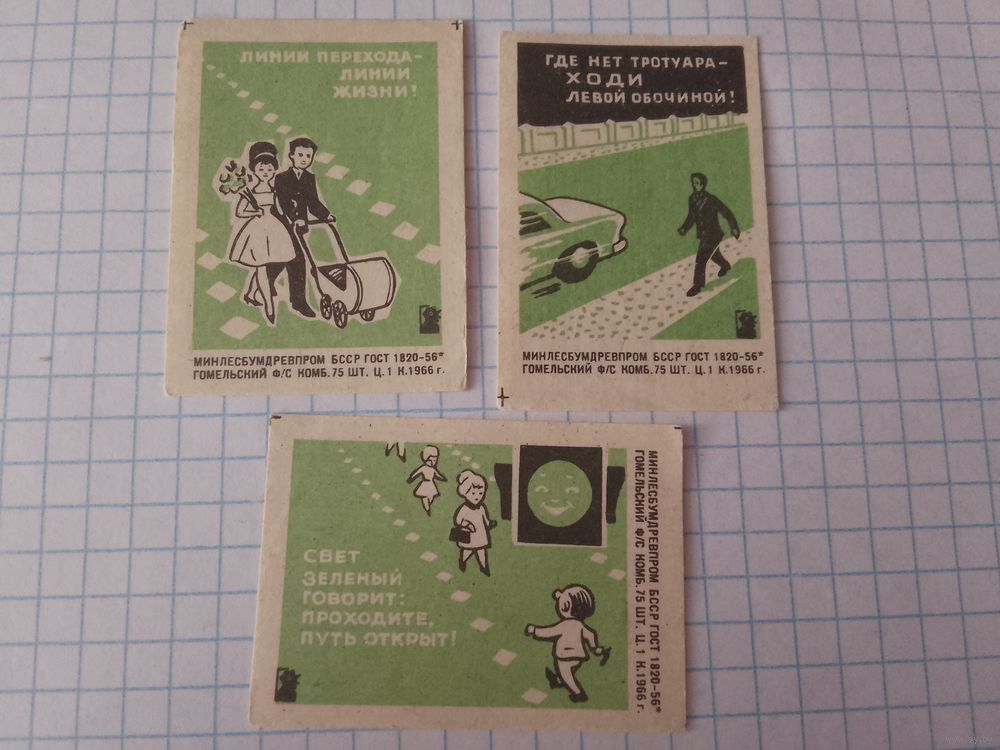 ЛИНИИ ПЕРЕХОДА-
ЛИНИИ
ЖИЗНИ!
МИНЛЕСБУМДРЕВПРОМ БССР ГОСТ 1820-56*
ГОМЕЛЬСКИЙ Ф/С КОМБ. 75 ШТ. Ц. 1 К. 1966 г.
ГДЕ НЕТ ТРОТУАРА-
ХОДИ
ЛЕВОЙ ОБОЧИНОЙ!
МИНЛЕСБУМДРЕВПРОМ БССР ГОСТ 1820-56*
ГОМЕЛЬСКИЙ Ф/С КОМБ. 75 ШТ. Ц. 1 К. 1966 г.
СВЕТ
ЗЕЛЕНЫЙ
ГОВОРИТ:
ПРОХОДИТЕ,
ПУТЬ ОТКРЫТ!
МИНЛЕСБУМДРЕВПРОМ БССР ГОСТ 1820-56*
ГОМЕЛЬСКИЙ Ф/С КОМБ. 75 ШТ. Ц. 1 К. 1966 г.